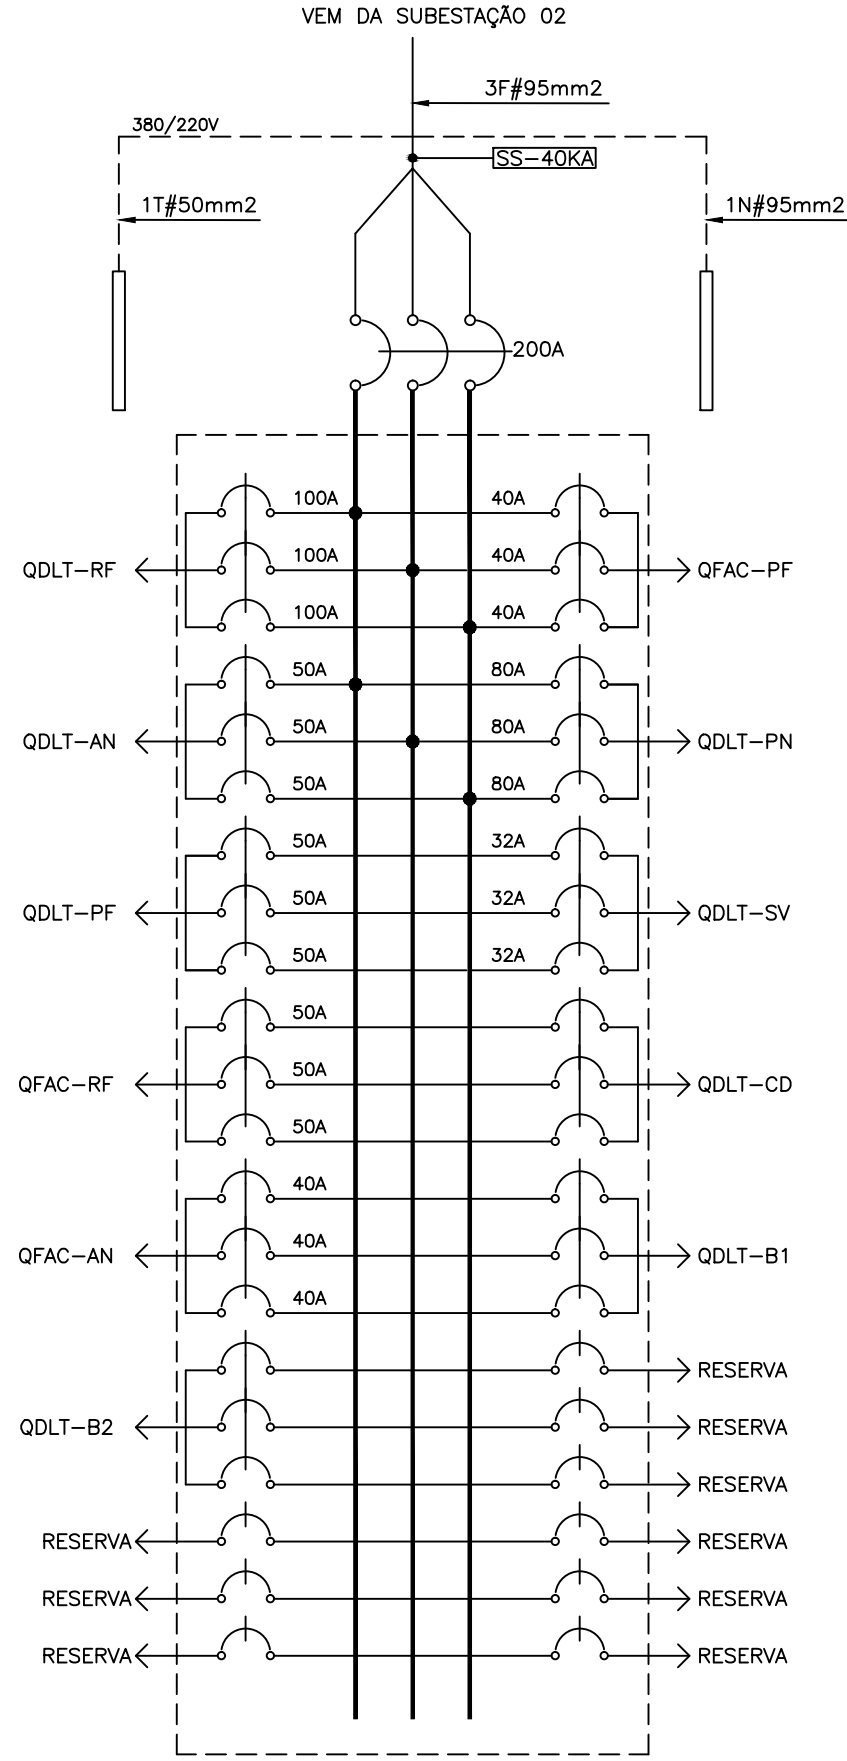 VEM DA SUBESTAÇÃO 02
3F#95mm2
380/220V
SS-40KA
1T#50mm2
1N#95mm2
200A
100A
40A
QDLT-RF
100A
40A
QFAC-PF
100A
40A
50A
80A
QDLT-AN
50A
80A
QDLT-PN
50A
80A
50A
32A
QDLT-PF
50A
32A
QDLT-SV
50A
32A
50A
QFAC-RF
50A
QDLT-CD
50A
40A
QFAC-AN
40A
QDLT-B1
40A
RESERVA
QDLT-B2
RESERVA
RESERVA
RESERVA
RESERVA
RESERVA
RESERVA
RESERVA
RESERVA